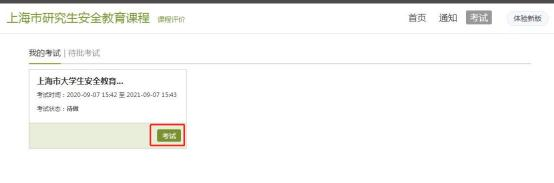 上海市研究生安全教育课程 课程评价 首页 通知 考试 体验新版
我的考试 | 待批考试
上海市大学生安全教育...
考试时间：2020-09-07 15:42 至 2021-09-07 15:43
考试状态：待做
考试